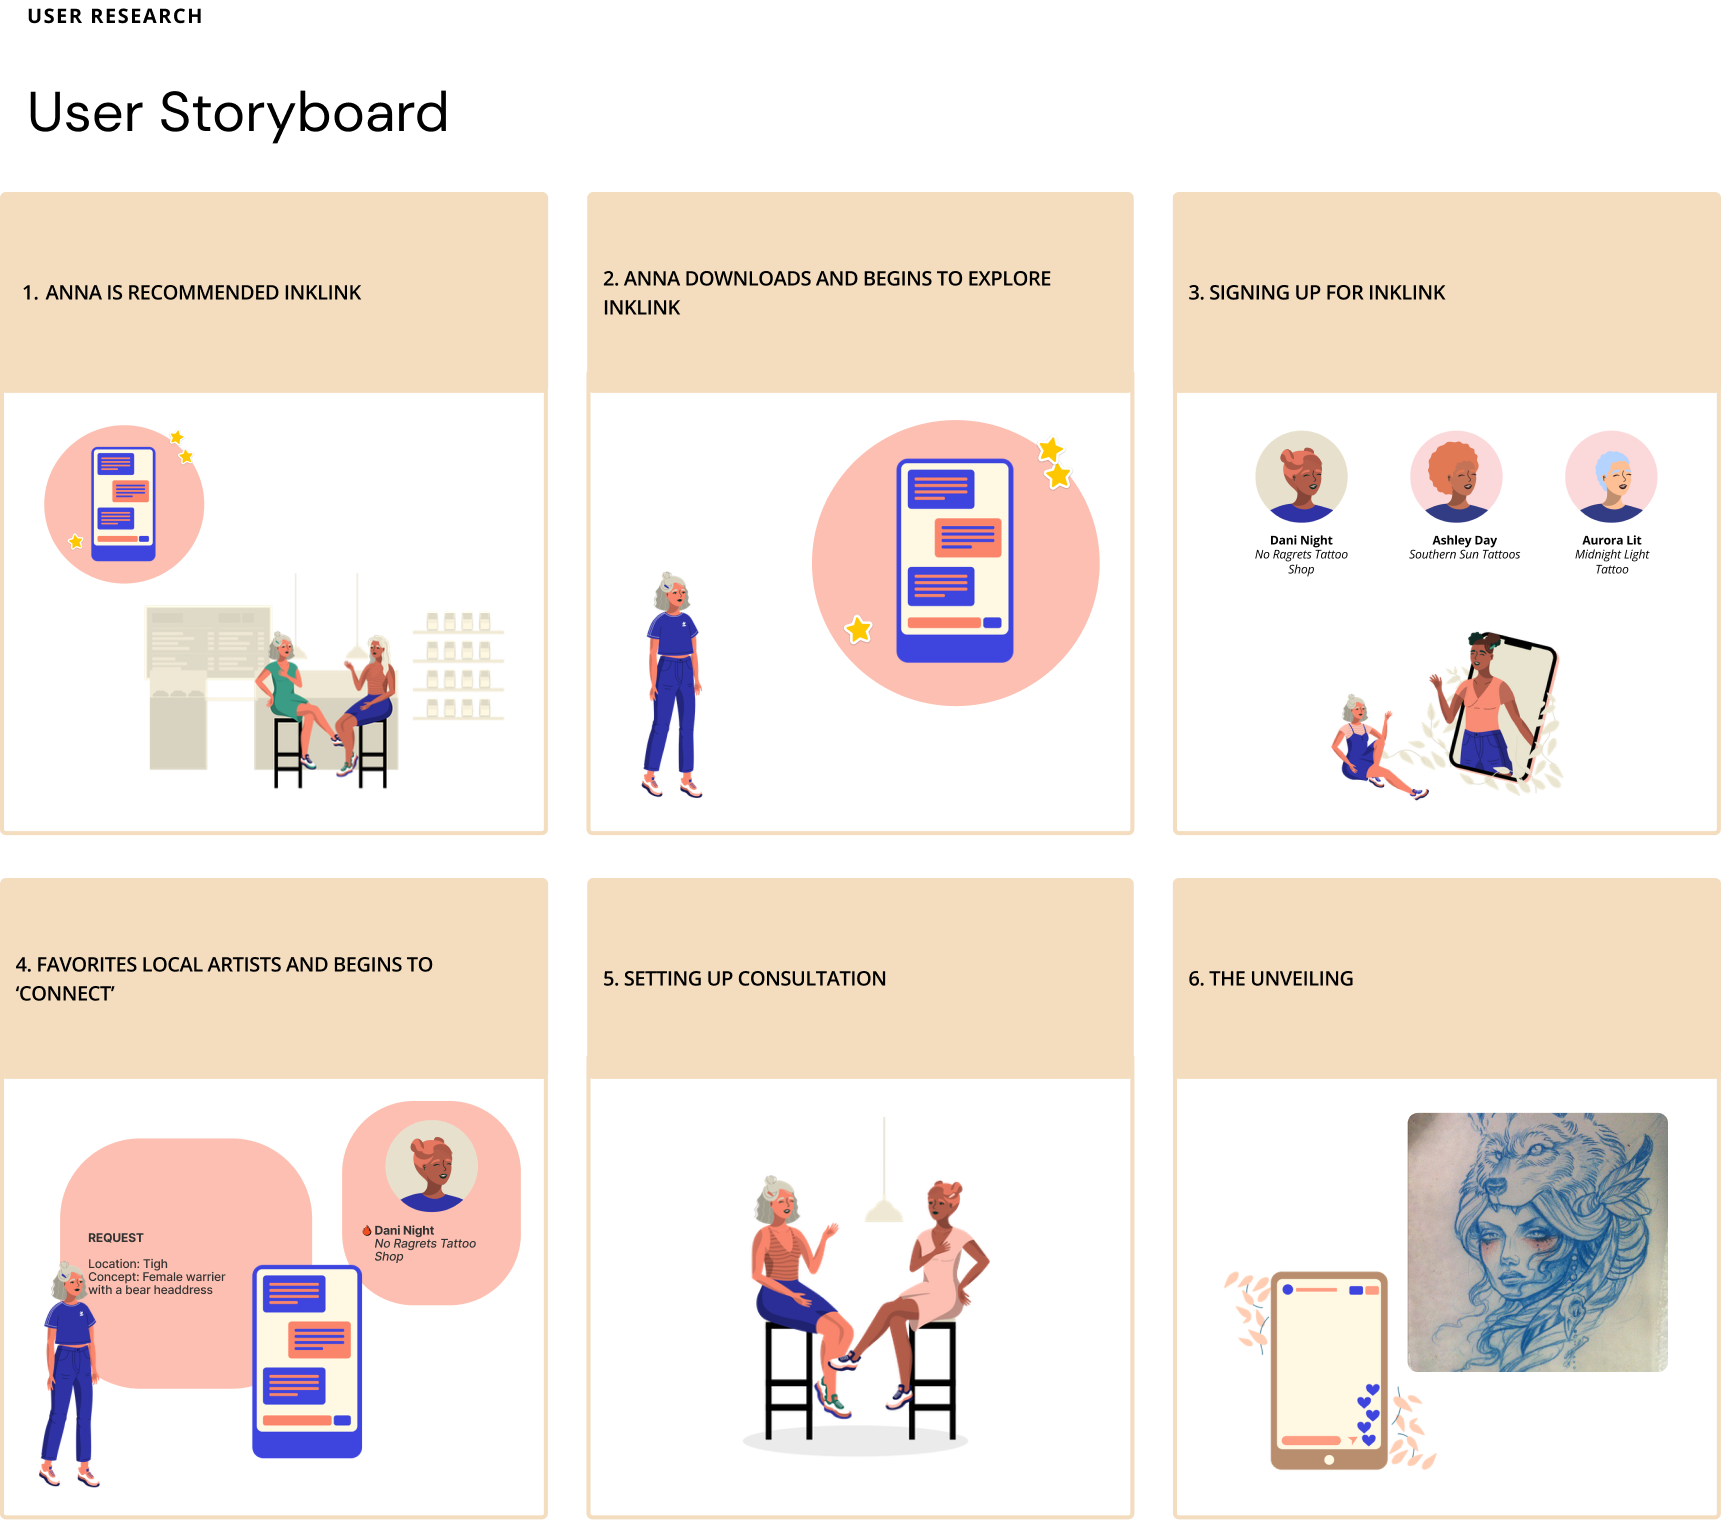 USER RESEARCH
User Storyboard
1. ANNA IS RECOMMENDED INKLINK
2. ANNA DOWNLOADS AND BEGINS TO EXPLORE
INKLINK
3. SIGNING UP FOR INKLINK
Dani Night
No Ragrets Tattoo
Shop
Ashley Day
Southern Sun Tattoos
Aurora Lit
Midnight Light
Tattoo
4. FAVORITES LOCAL ARTISTS AND BEGINS TO
‘CONNECT’
REQUEST
Location: Tigh
Concept: Female warrier
with a bear headdress
🩸 Dani Night
No Ragrets Tattoo
Shop
5. SETTING UP CONSULTATION
6. THE UNVEILING